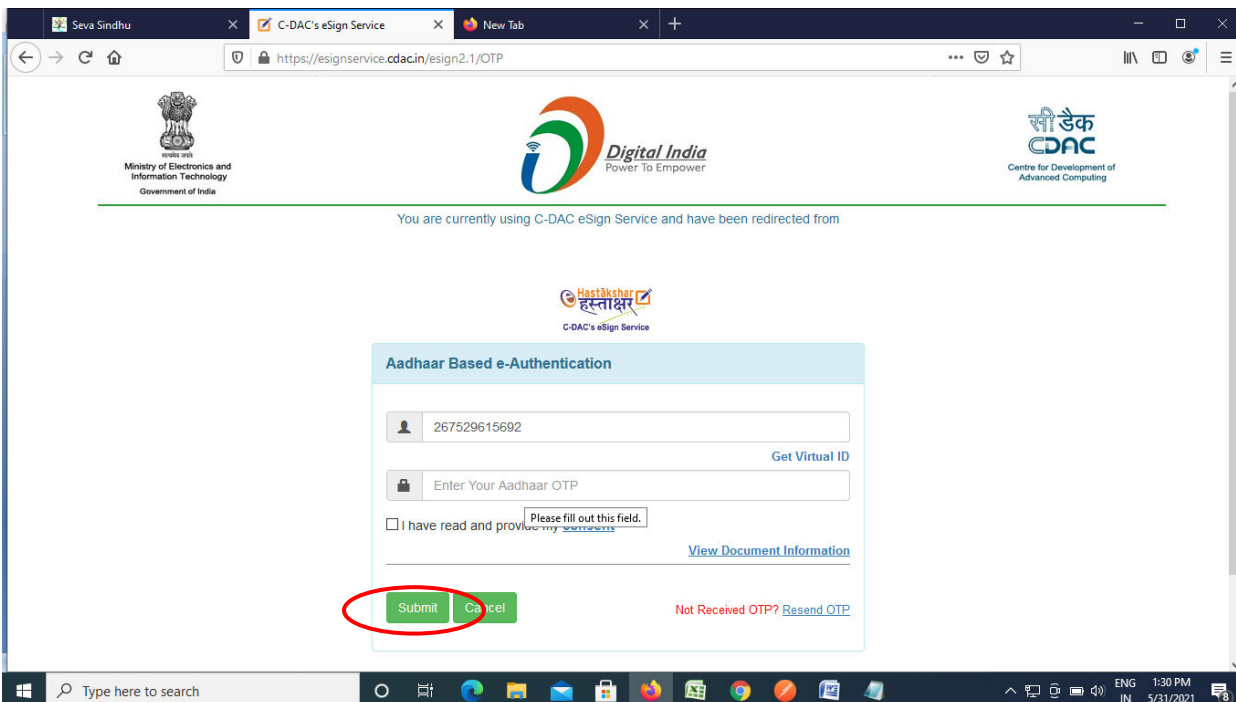 Seva Sindhu
C-DAC's eSign Service
New Tab
https://esignservice.cdac.in/esign2.1/OTP
सत्यमेव जयते
Ministry of Electronics and
Information Technology
Government of India
Digital India
Power To Empower
सी डैक
CDAC
Centre for Development of
Advanced Computing
You are currently using C-DAC eSign Service and have been redirected from
e Hastākshar
हस्ताक्षर
C-DAC's eSign Service
Aadhaar Based e-Authentication
267529615692
Get Virtual ID
Enter Your Aadhaar OTP
Please fill out this field.
I have read and provide my consent
View Document Information
Submit Cancel Not Received OTP? Resend OTP
Type here to search
ENG 1:30 PM
IN 5/31/2021
8